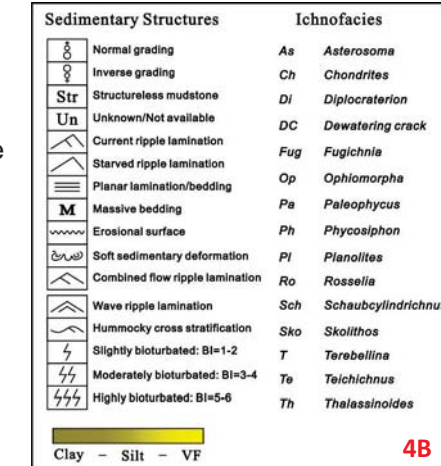 Sedimentary Structures
Normal grading
Inverse grading
Str Structureless mudstone
Un Unknown/Not available
Current ripple lamination
Starved ripple lamination
Planar lamination/bedding
M Massive bedding
Erosional surface
Soft sedimentary deformation
Combined flow ripple lamination
Wave ripple lamination
Hummocky cross stratification
Slightly bioturbated: BI=1-2
Moderately bioturbated: BI=3-4
Highly bioturbated: BI=5-6
Clay – Silt – VF
Ichnofacies
As Asterosoma
Ch Chondrites
Di Diplocraterion
DC Dewatering crack
Fug Fugichnia
Op Ophiomorpha
Pa Paleophycus
Ph Phycosiphon
Pl Planolites
Ro Rosselia
Sch Schaubcylindrichnu
Sko Skolithos
T Terebellina
Te Teichichnus
Th Thalassinoides
4B
e